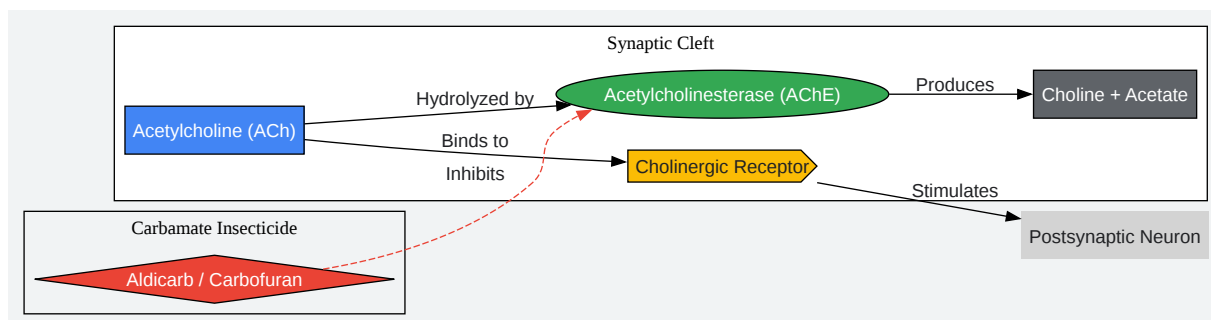 Synaptic Cleft
Acetylcholine (ACh)
Hydrolyzed by
Acetylcholinesterase (AChE)
Produces
Choline + Acetate
Binds to
Cholinergic Receptor
Inhibits
Stimulates
Postsynaptic Neuron
Carbamate Insecticide
Aldicarb / Carbofuran